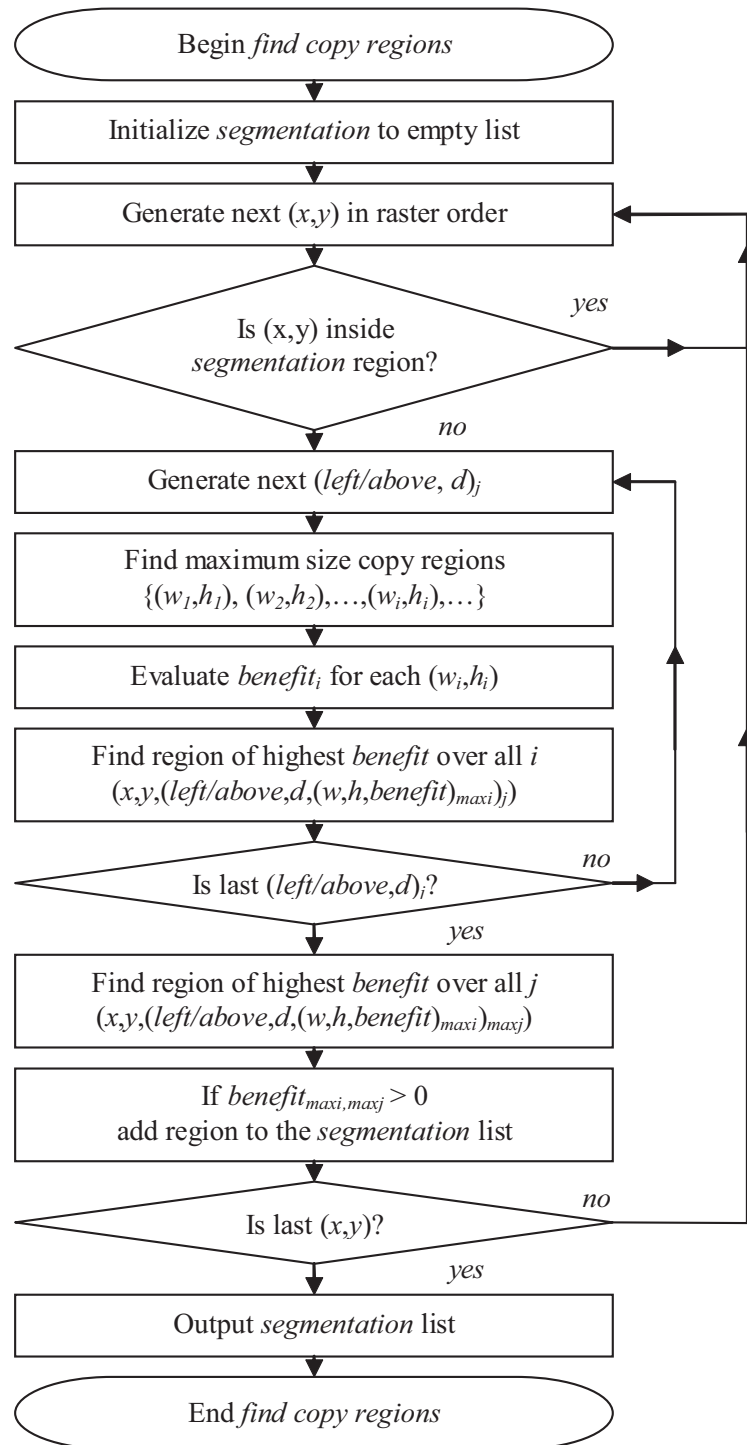 Begin find copy regions
Initialize segmentation to empty list
Generate next (x,y) in raster order
yes
Is (x,y) inside
segmentation region?
no
Generate next (left/above, d)j
Find maximum size copy regions
{(w1,h1), (w2,h2),…,(wi,hi),…}
Evaluate benefiti for each (wi,hi)
Find region of highest benefit over all i
(x,y,(left/above,d,(w,h,benefit)maxi)j)
no
Is last (left/above,d)j?
yes
Find region of highest benefit over all j
(x,y,(left/above,d,(w,h,benefit)maxi)maxj)
If benefitmaxi,maxj > 0
add region to the segmentation list
no
Is last (x,y)?
yes
Output segmentation list
End find copy regions